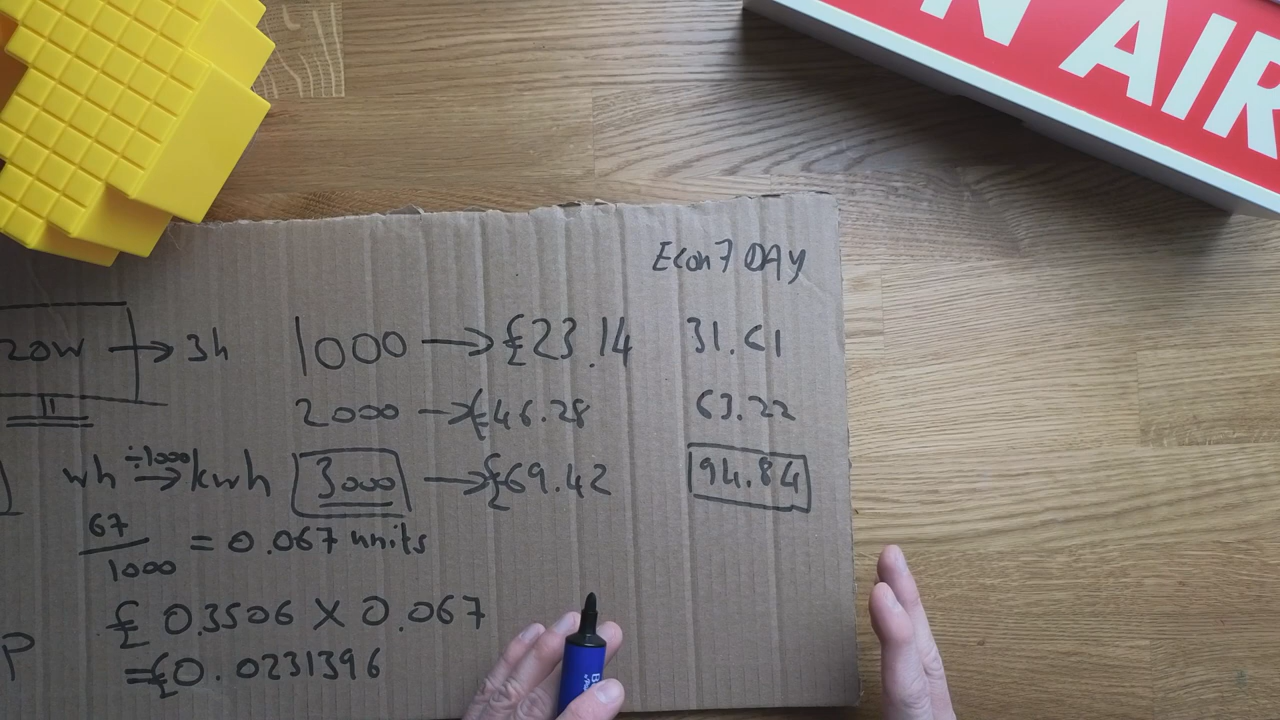 N AIR
Econ7 DAY
20W → 3h
1000 → £23.14 31.61
2000 → £46.28 63.22
wh ÷1000 → kwh 3000 → £69.42 94.84
67
1000
= 0.067 units
£ 0.3506 X 0.067
P
= £0.0231396